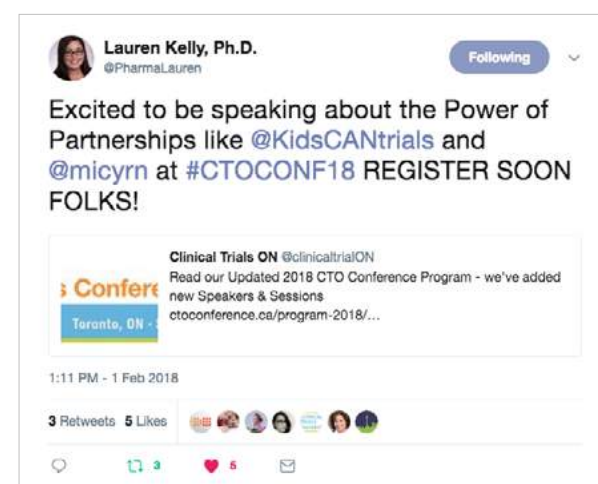 Lauren Kelly, Ph.D.
@PharmaLauren
Following
Excited to be speaking about the Power of
Partnerships like @KidsCANtrials and
@micyrn at #CTOCONF18 REGISTER SOON
FOLKS!
Clinical Trials ON @clinicaltrialON
Read our Updated 2018 CTO Conference Program - we've added
new Speakers & Sessions
ctoconference.ca/program-2018/...
s Confere
Toronto, ON -
1:11 PM - 1 Feb 2018
3 Retweets 5 Likes
3 5